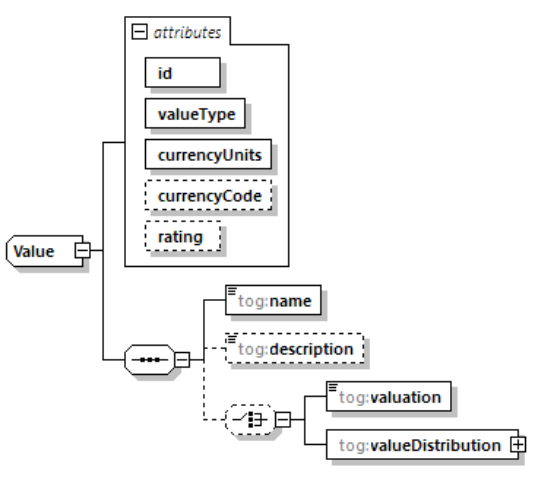 attributes
id
valueType
currencyUnits
currencyCode
rating
Value
tog:name
tog:description
tog:valuation
tog:valueDistribution